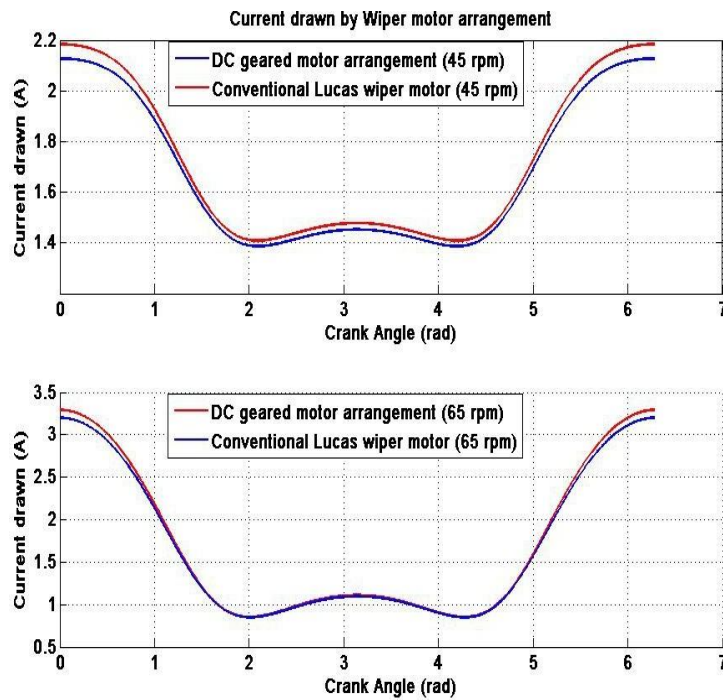 Current drawn by Wiper motor arrangement
2.2
2
1.8
1.6
1.4
Current drawn (A)
DC geared motor arrangement (45 rpm)
Conventional Lucas wiper motor (45 rpm)
0 1 2 3 4 5 6 7
Crank Angle (rad)
3.5
3
2.5
2
1.5
1
0.5
Current drawn (A)
DC geared motor arrangement (65 rpm)
Conventional Lucas wiper motor (65 rpm)
0 1 2 3 4 5 6 7
Crank Angle (rad)